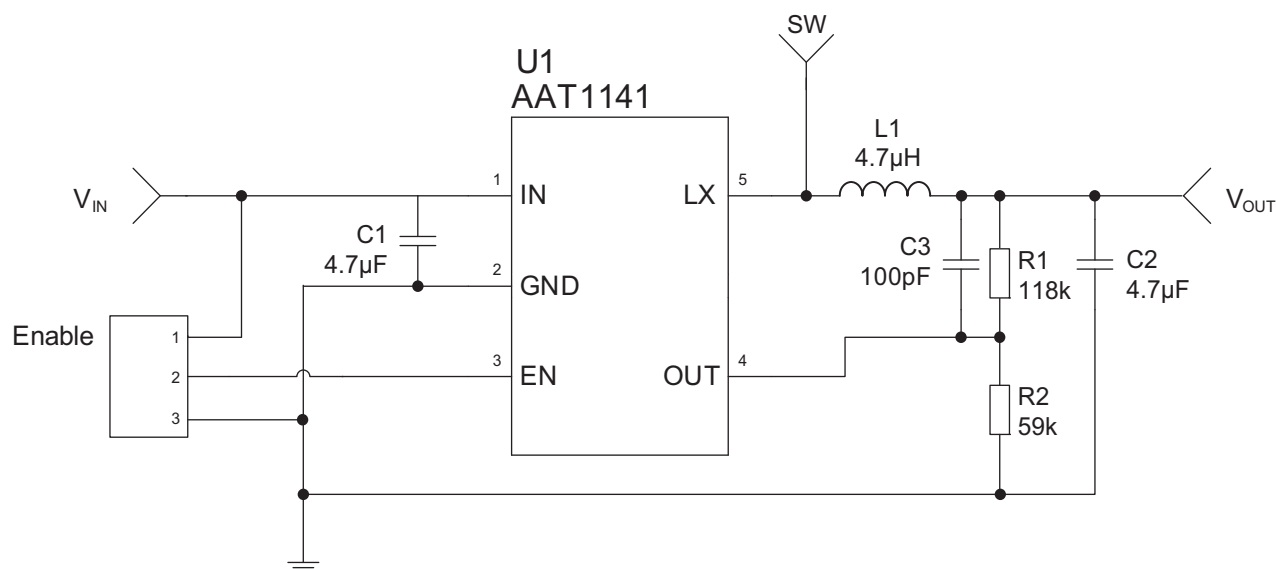 SW
U1
AAT1141
L1
4.7µH
V_IN
1
IN
LX
5
V_OUT
C1
4.7µF
2
GND
C3
100pF
R1
118k
C2
4.7µF
Enable
1
2
3
3
EN
OUT
4
R2
59k